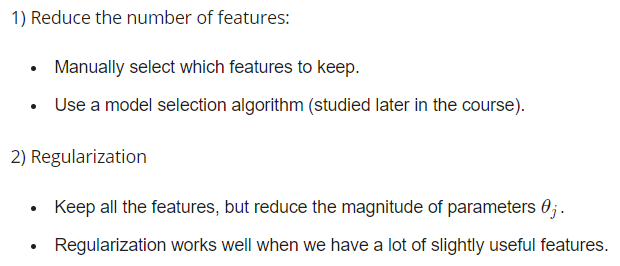 1) Reduce the number of features:
• Manually select which features to keep.
• Use a model selection algorithm (studied later in the course).
2) Regularization
• Keep all the features, but reduce the magnitude of parameters θⱼ.
• Regularization works well when we have a lot of slightly useful features.